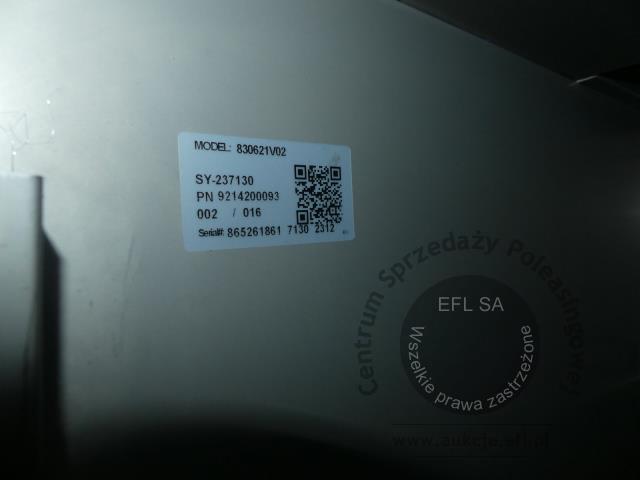 MODEL: 830621V02
SY-237130
PN 9214200093
002 / 016
Serial#: 865261861 7130 2312
Centrum Sprzedaży Poleasingowej
EFL SA
Wszelkie prawa zastrzeżone
www.aukcje.efl.pl